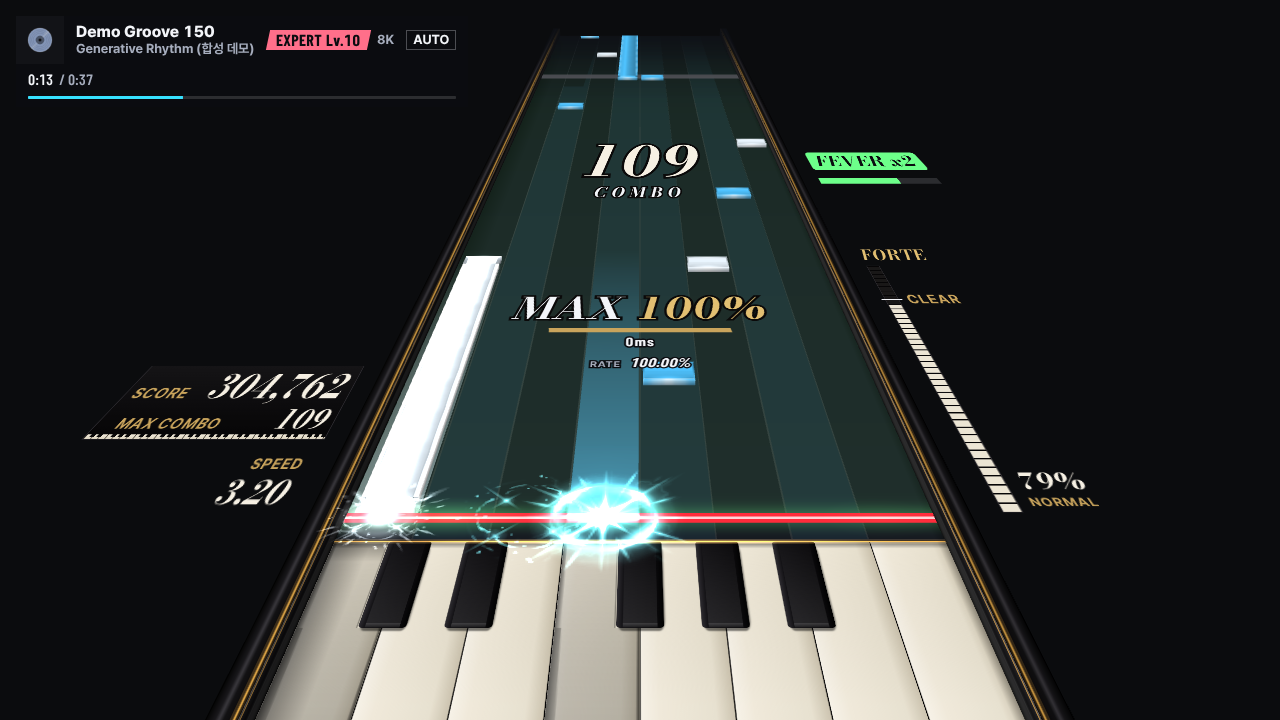 Demo Groove 150
Generative Rhythm (합성 데모)
EXPERT Lv.10
8K
AUTO
0:13 / 0:37
109
COMBO
FEVER x2
FORTE
CLEAR
MAX 100%
0ms
RATE 100.00%
SCORE 304,762
MAX COMBO 109
SPEED
3.20
79%
NORMAL